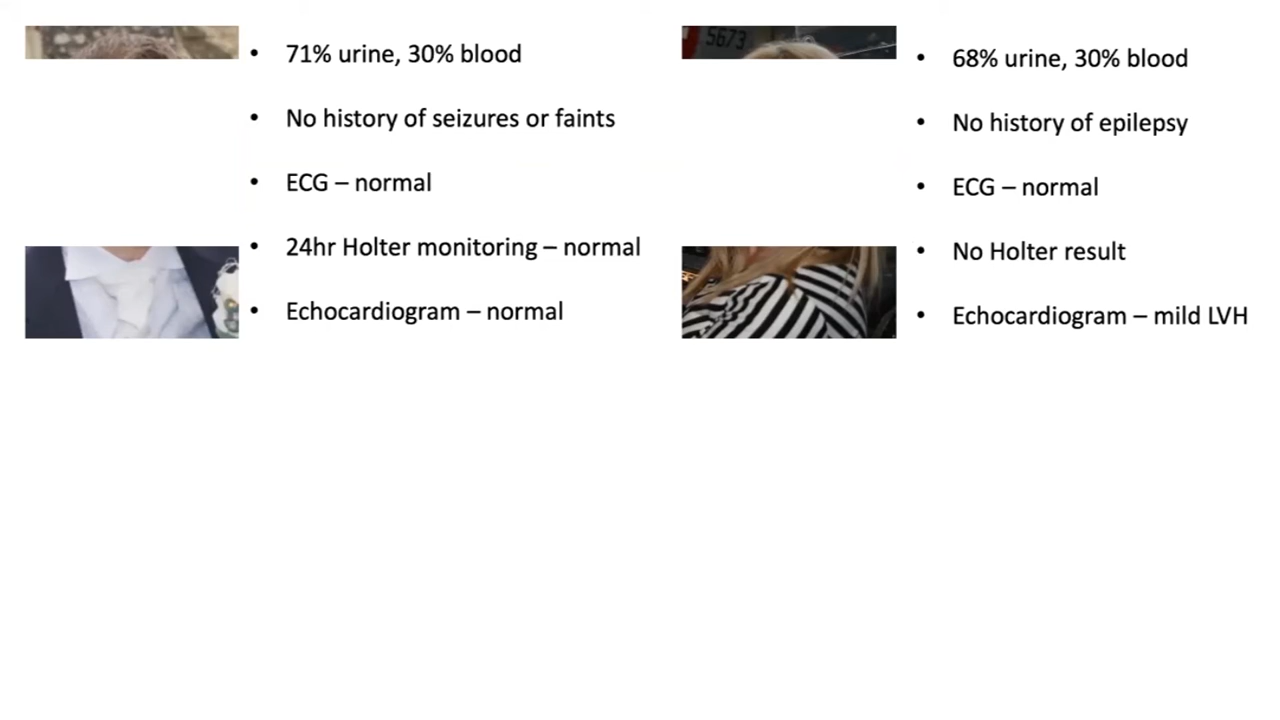 71% urine, 30% blood
No history of seizures or faints
ECG – normal
24hr Holter monitoring – normal
Echocardiogram – normal
5673
68% urine, 30% blood
No history of epilepsy
ECG – normal
No Holter result
Echocardiogram – mild LVH